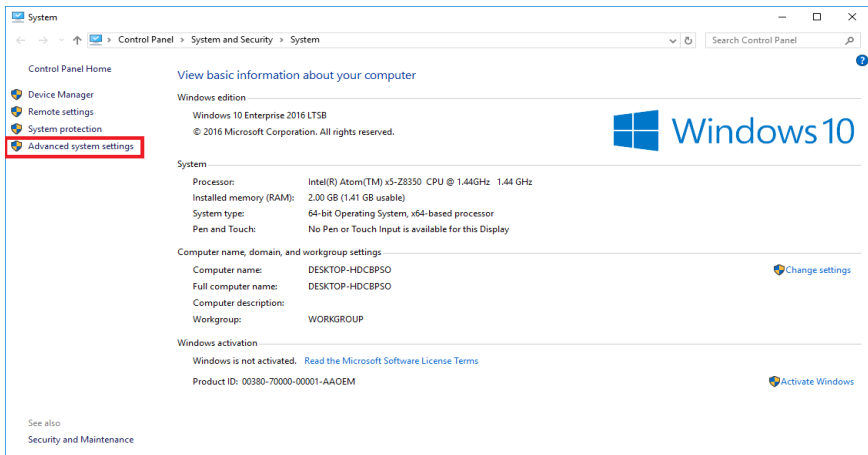 System
Control Panel > System and Security > System
Search Control Panel
Control Panel Home
Device Manager
Remote settings
System protection
Advanced system settings
View basic information about your computer
Windows edition
Windows 10 Enterprise 2016 LTSB
© 2016 Microsoft Corporation. All rights reserved.
Windows 10
System
Processor: Intel(R) Atom(TM) x5-Z8350 CPU @ 1.44GHz 1.44 GHz
Installed memory (RAM): 2.00 GB (1.41 GB usable)
System type: 64-bit Operating System, x64-based processor
Pen and Touch: No Pen or Touch Input is available for this Display
Computer name, domain, and workgroup settings
Computer name: DESKTOP-HDCBPSO
Change settings
Full computer name: DESKTOP-HDCBPSO
Computer description:
Workgroup: WORKGROUP
Windows activation
Windows is not activated. Read the Microsoft Software License Terms
Product ID: 00380-70000-00001-AAOEM
Activate Windows
See also
Security and Maintenance